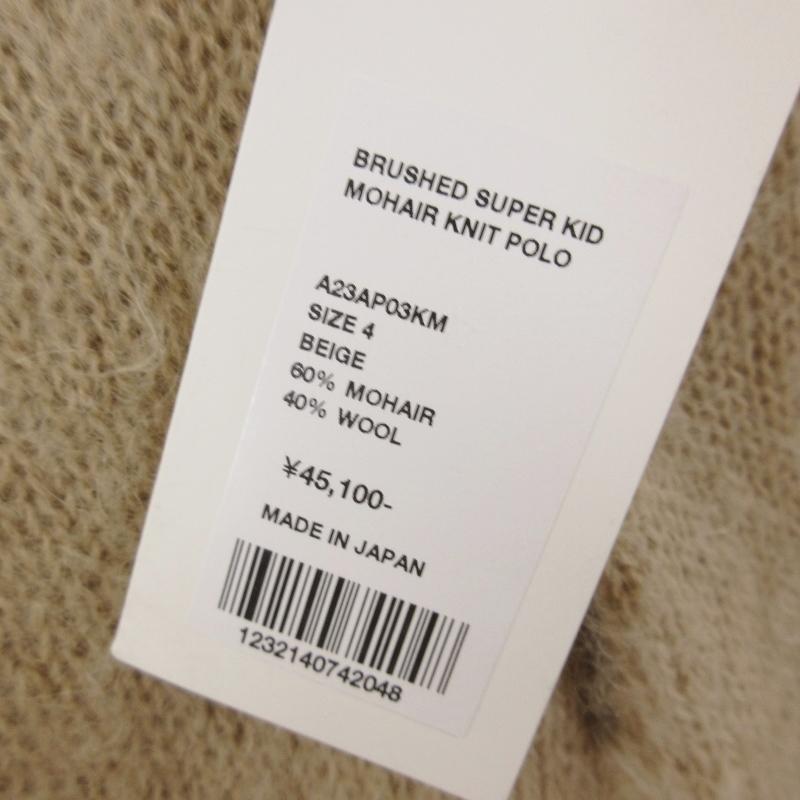 BRUSHED SUPER KID
MOHAIR KNIT POLO
A23AP03KM
SIZE 4
BEIGE
60% MOHAIR
40% WOOL
¥45,100-
MADE IN JAPAN
1232140742048